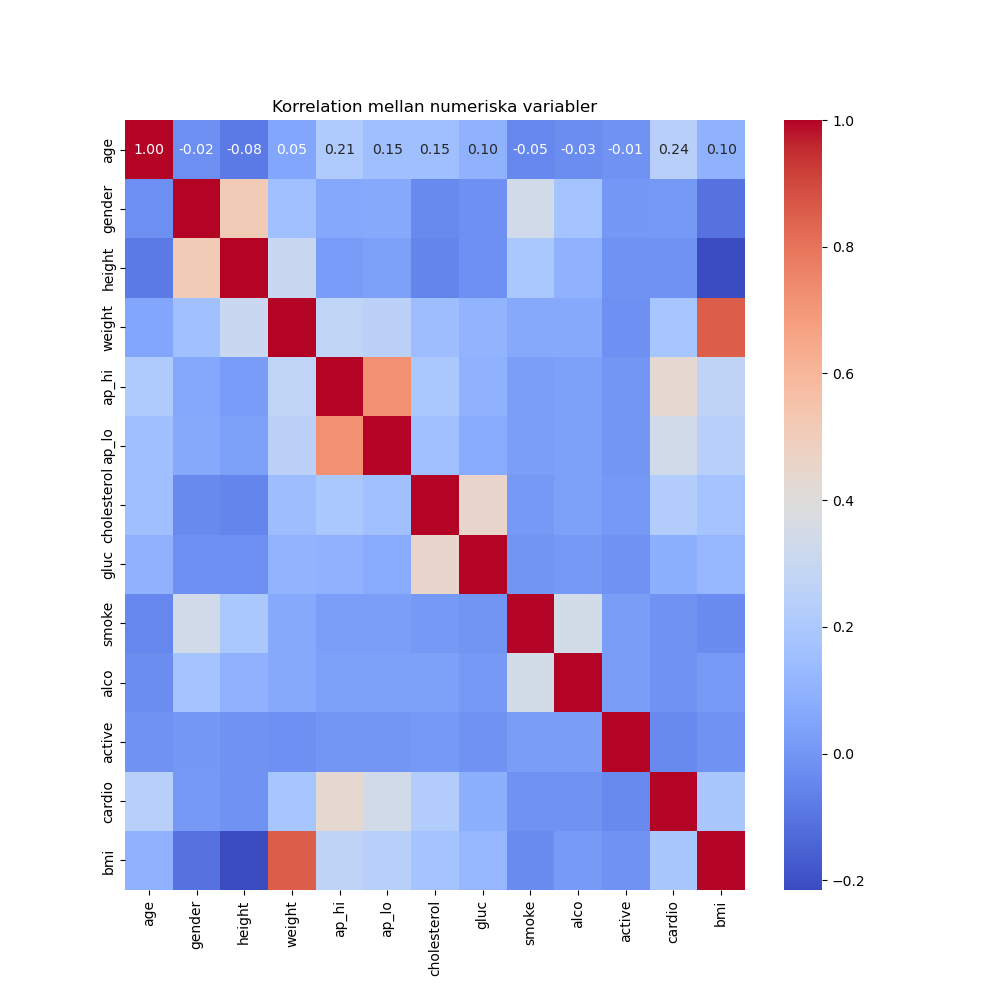 Korrelation mellan numeriska variabler
age 1.00 -0.02 -0.08 0.05 0.21 0.15 0.15 0.10 -0.05 -0.03 -0.01 0.24 0.10
gender
height
weight
ap_hi
ap_lo
cholesterol
gluc
smoke
alco
active
cardio
bmi
age gender height weight ap_hi ap_lo cholesterol gluc smoke alco active cardio bmi
1.0
0.8
0.6
0.4
0.2
0.0
−0.2